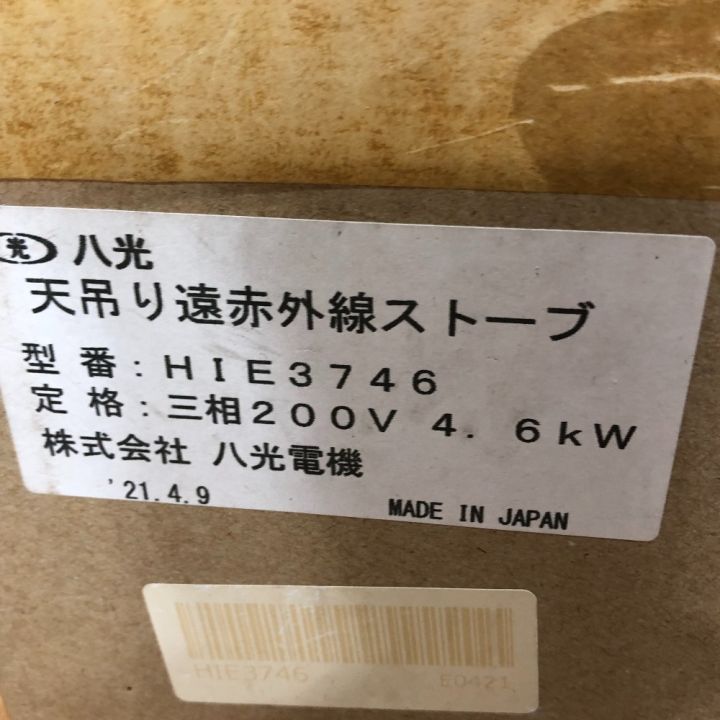 光 八光
天吊り遠赤外線ストーブ
型 番：ＨＩＥ３７４６
定 格：三相２００Ｖ ４．６ｋＷ
株式会社 八光電機
'21.4.9 MADE IN JAPAN
HIE3746 E0421